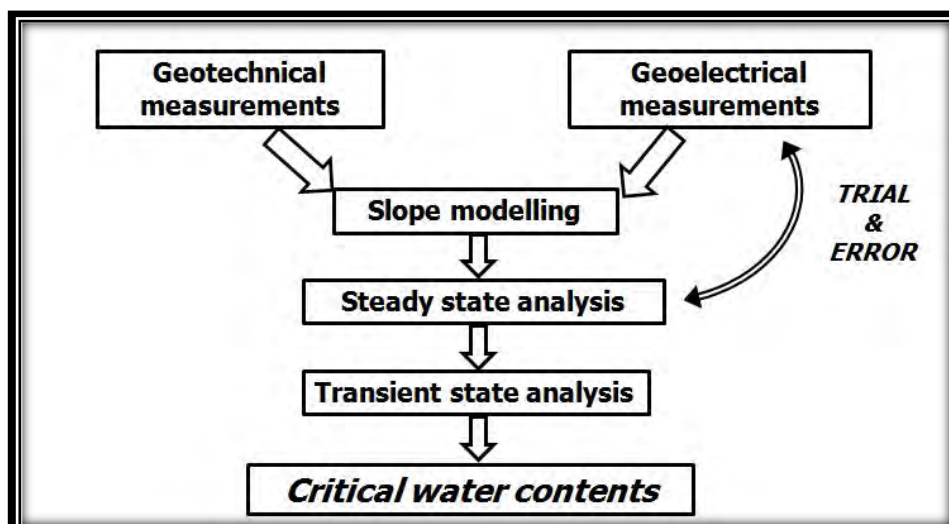 Geotechnical
measurements
Geoelectrical
measurements
Slope modelling
TRIAL
&
ERROR
Steady state analysis
Transient state analysis
Critical water contents